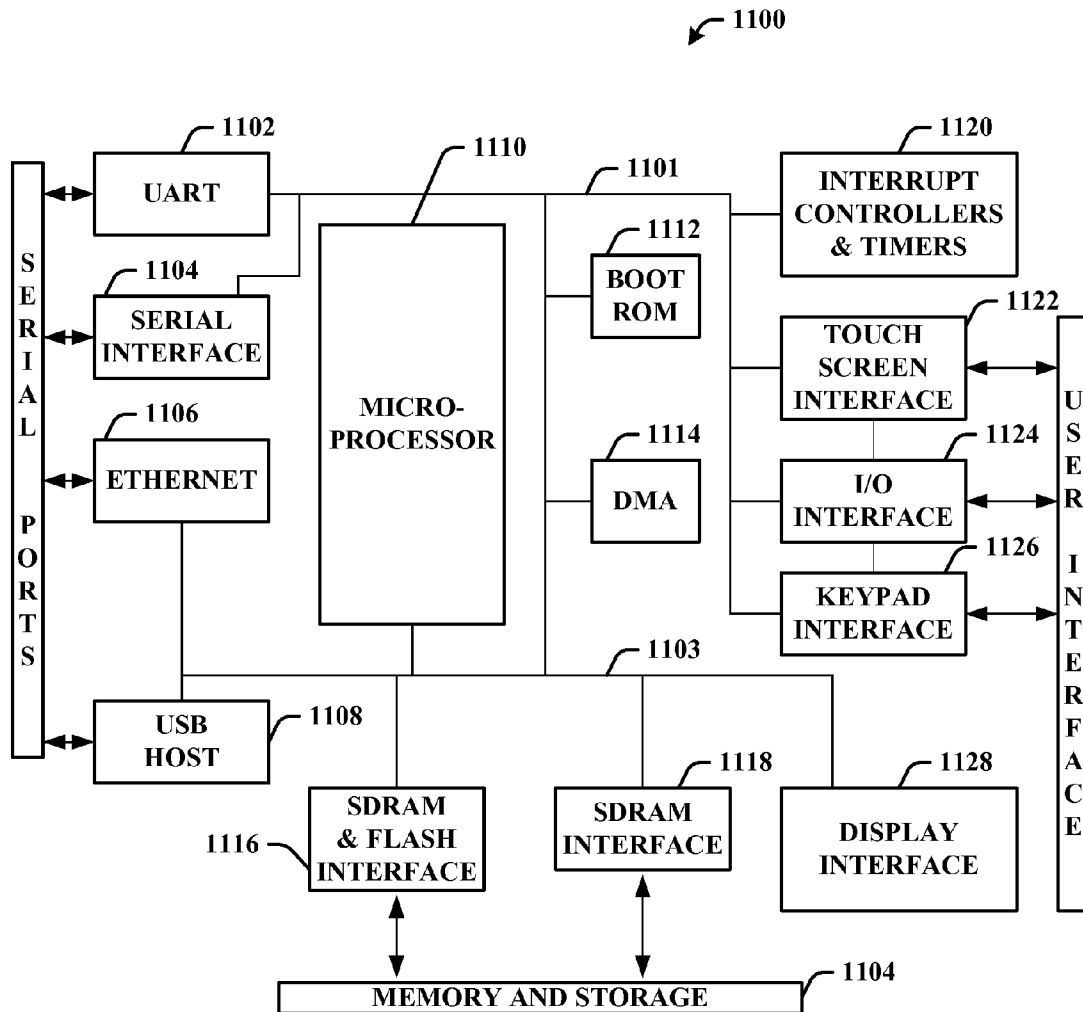 1100
1102
UART
1110
1101
1120
INTERRUPT
CONTROLLERS
& TIMERS
SERIAL PORTS
1104
SERIAL
INTERFACE
1112
BOOT
ROM
1122
TOUCH
SCREEN
INTERFACE
USER INTERFACE
MICRO-
PROCESSOR
1106
ETHERNET
1114
DMA
1124
I/O
INTERFACE
1126
KEYPAD
INTERFACE
1103
USB
HOST
1108
1116
SDRAM
& FLASH
INTERFACE
1118
SDRAM
INTERFACE
1128
DISPLAY
INTERFACE
MEMORY AND STORAGE
1104